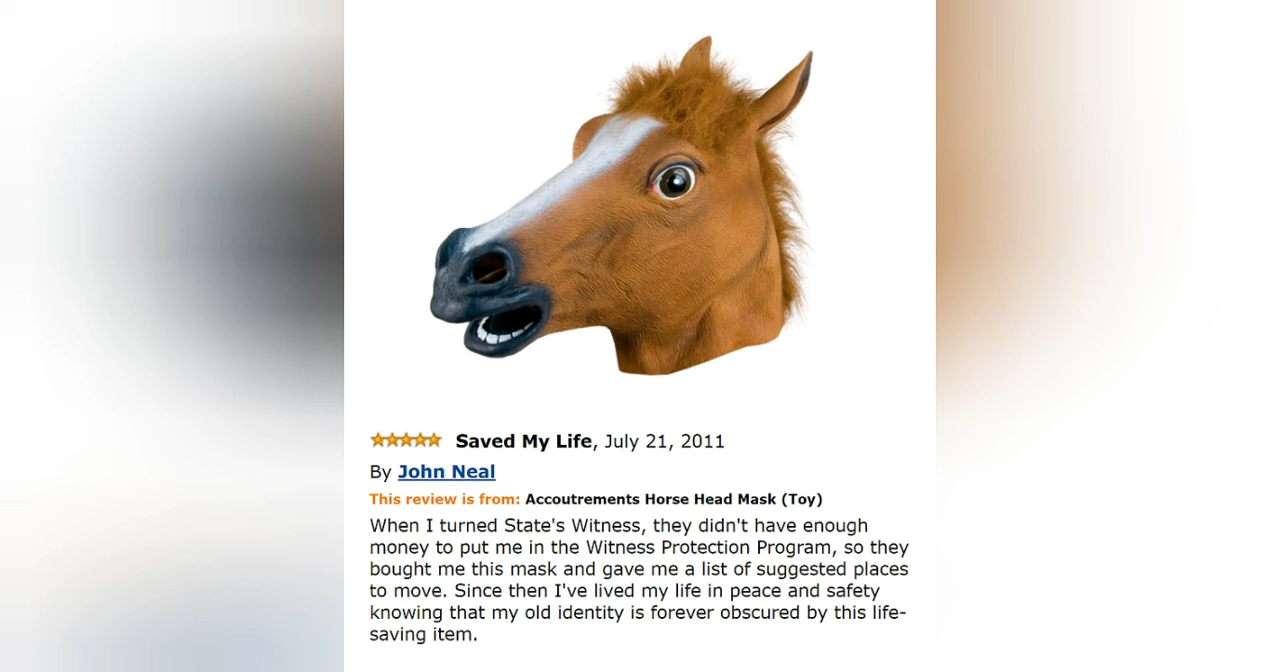 Saved My Life, July 21, 2011
By John Neal
This review is from: Accoutrements Horse Head Mask (Toy)
When I turned State's Witness, they didn't have enough
money to put me in the Witness Protection Program, so they
bought me this mask and gave me a list of suggested places
to move. Since then I've lived my life in peace and safety
knowing that my old identity is forever obscured by this life-
saving item.